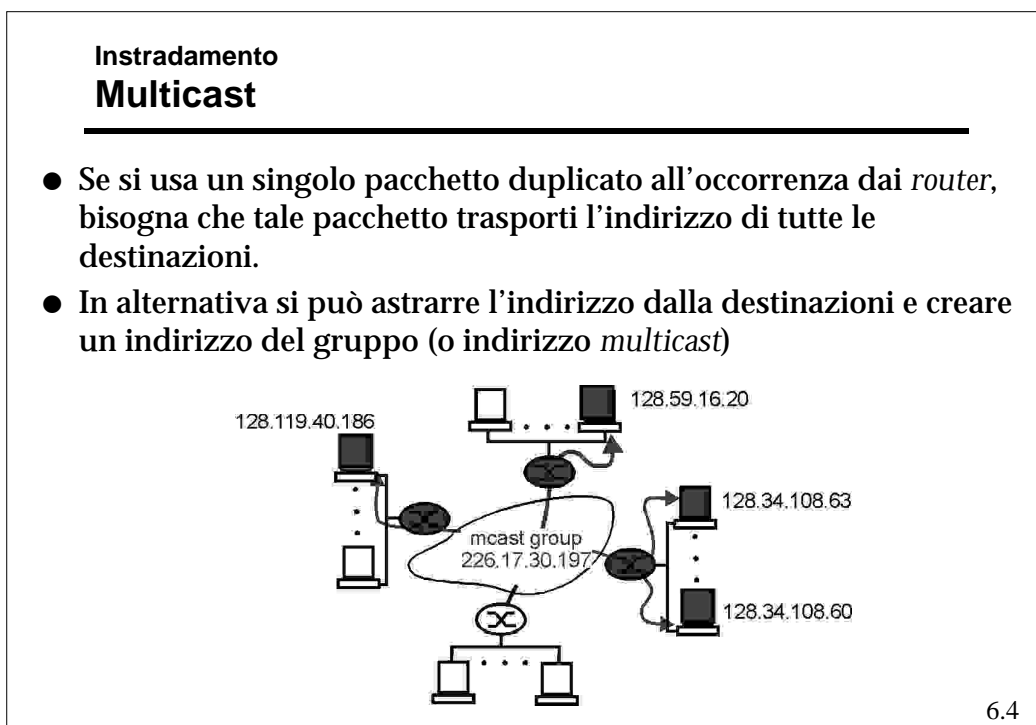 Instradamento
Multicast
● Se si usa un singolo pacchetto duplicato all'occorrenza dai router,
bisogna che tale pacchetto trasporti l'indirizzo di tutte le
destinazioni.
● In alternativa si può astrarre l'indirizzo dalla destinazioni e creare
un indirizzo del gruppo (o indirizzo multicast)
128.59.16.20
128.119.40.186
128.34.108.63
mcast group
226.17.30.197
128.34.108.60
6.4